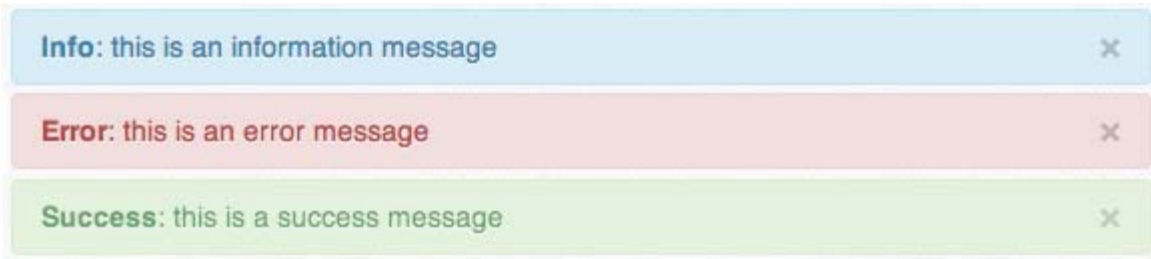 Info: this is an information message ×
Error: this is an error message ×
Success: this is a success message ×